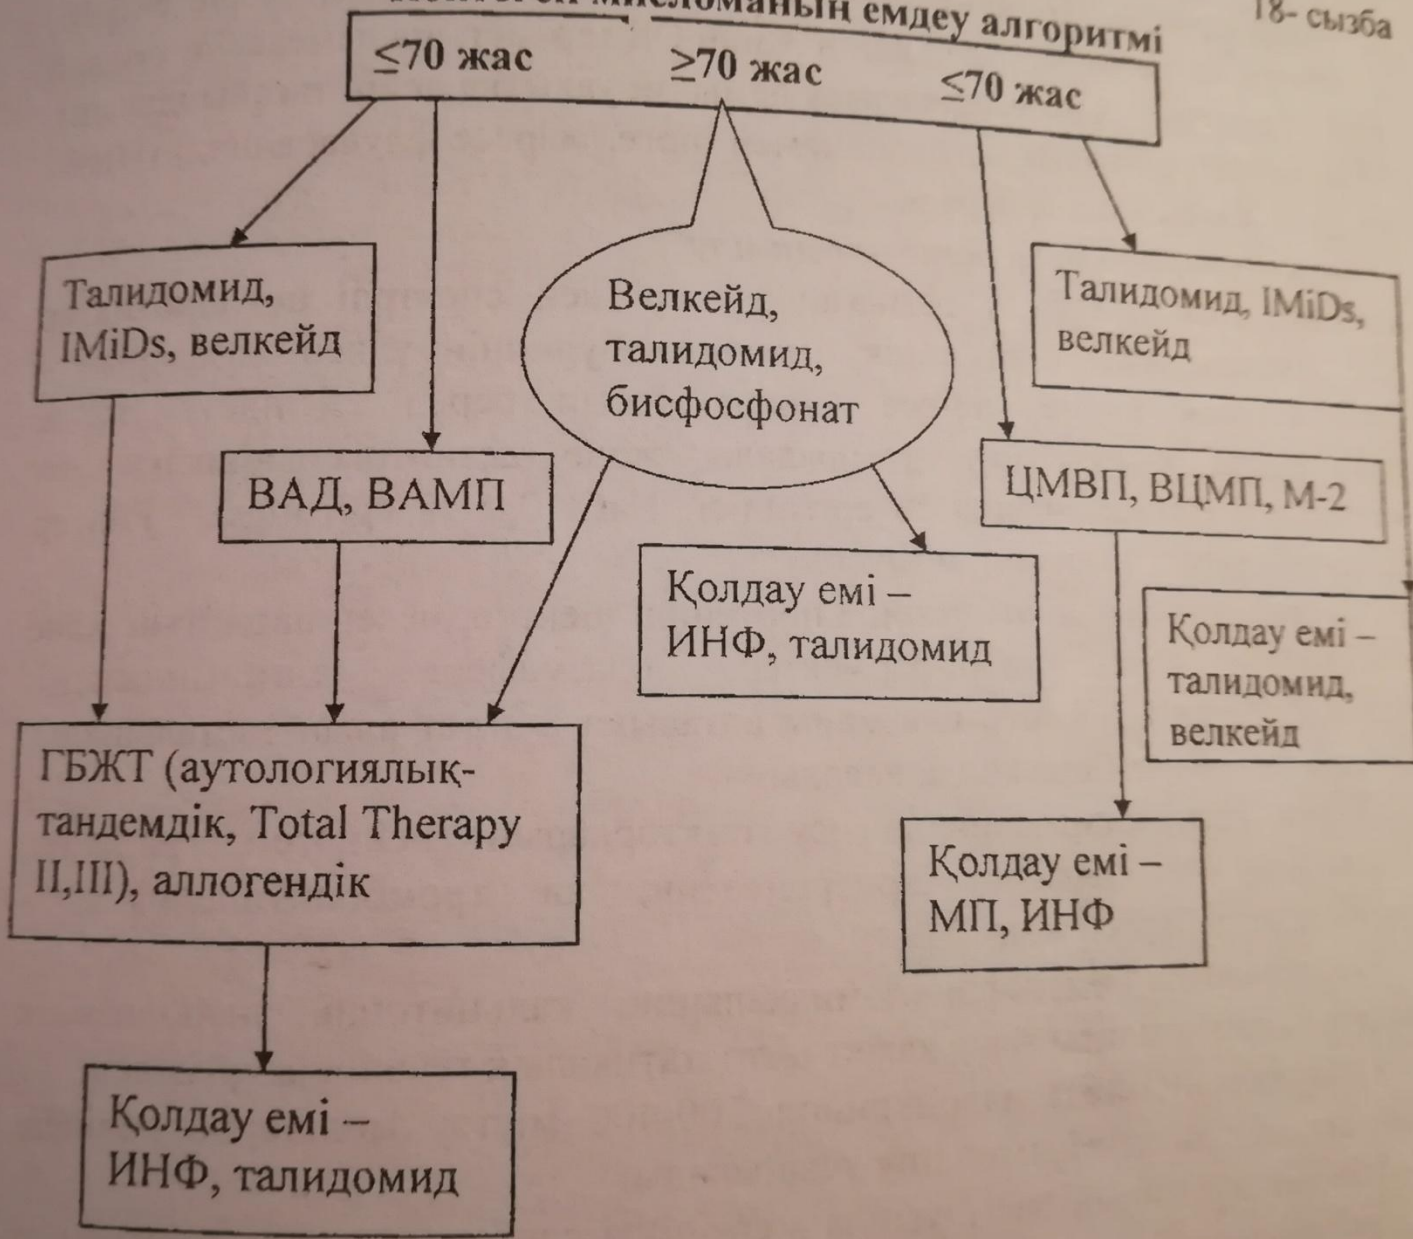 емдеу алгоритмі
18- сызба
≤70 жас ≥70 жас ≤70 жас
Талидомид,
IMiDs, велкейд
Велкейд,
талидомид,
бисфосфонат
Талидомид, IMiDs,
велкейд
ВАД, ВАМП
ЦМВП, ВЦМП, М-2
Қолдау емі –
ИНФ, талидомид
Қолдау емі –
талидомид,
велкейд
ГБЖТ (аутологиялық-
тандемдік, Total Therapy
II,III), аллогендік
Қолдау емі –
МП, ИНФ
Қолдау емі –
ИНФ, талидомид